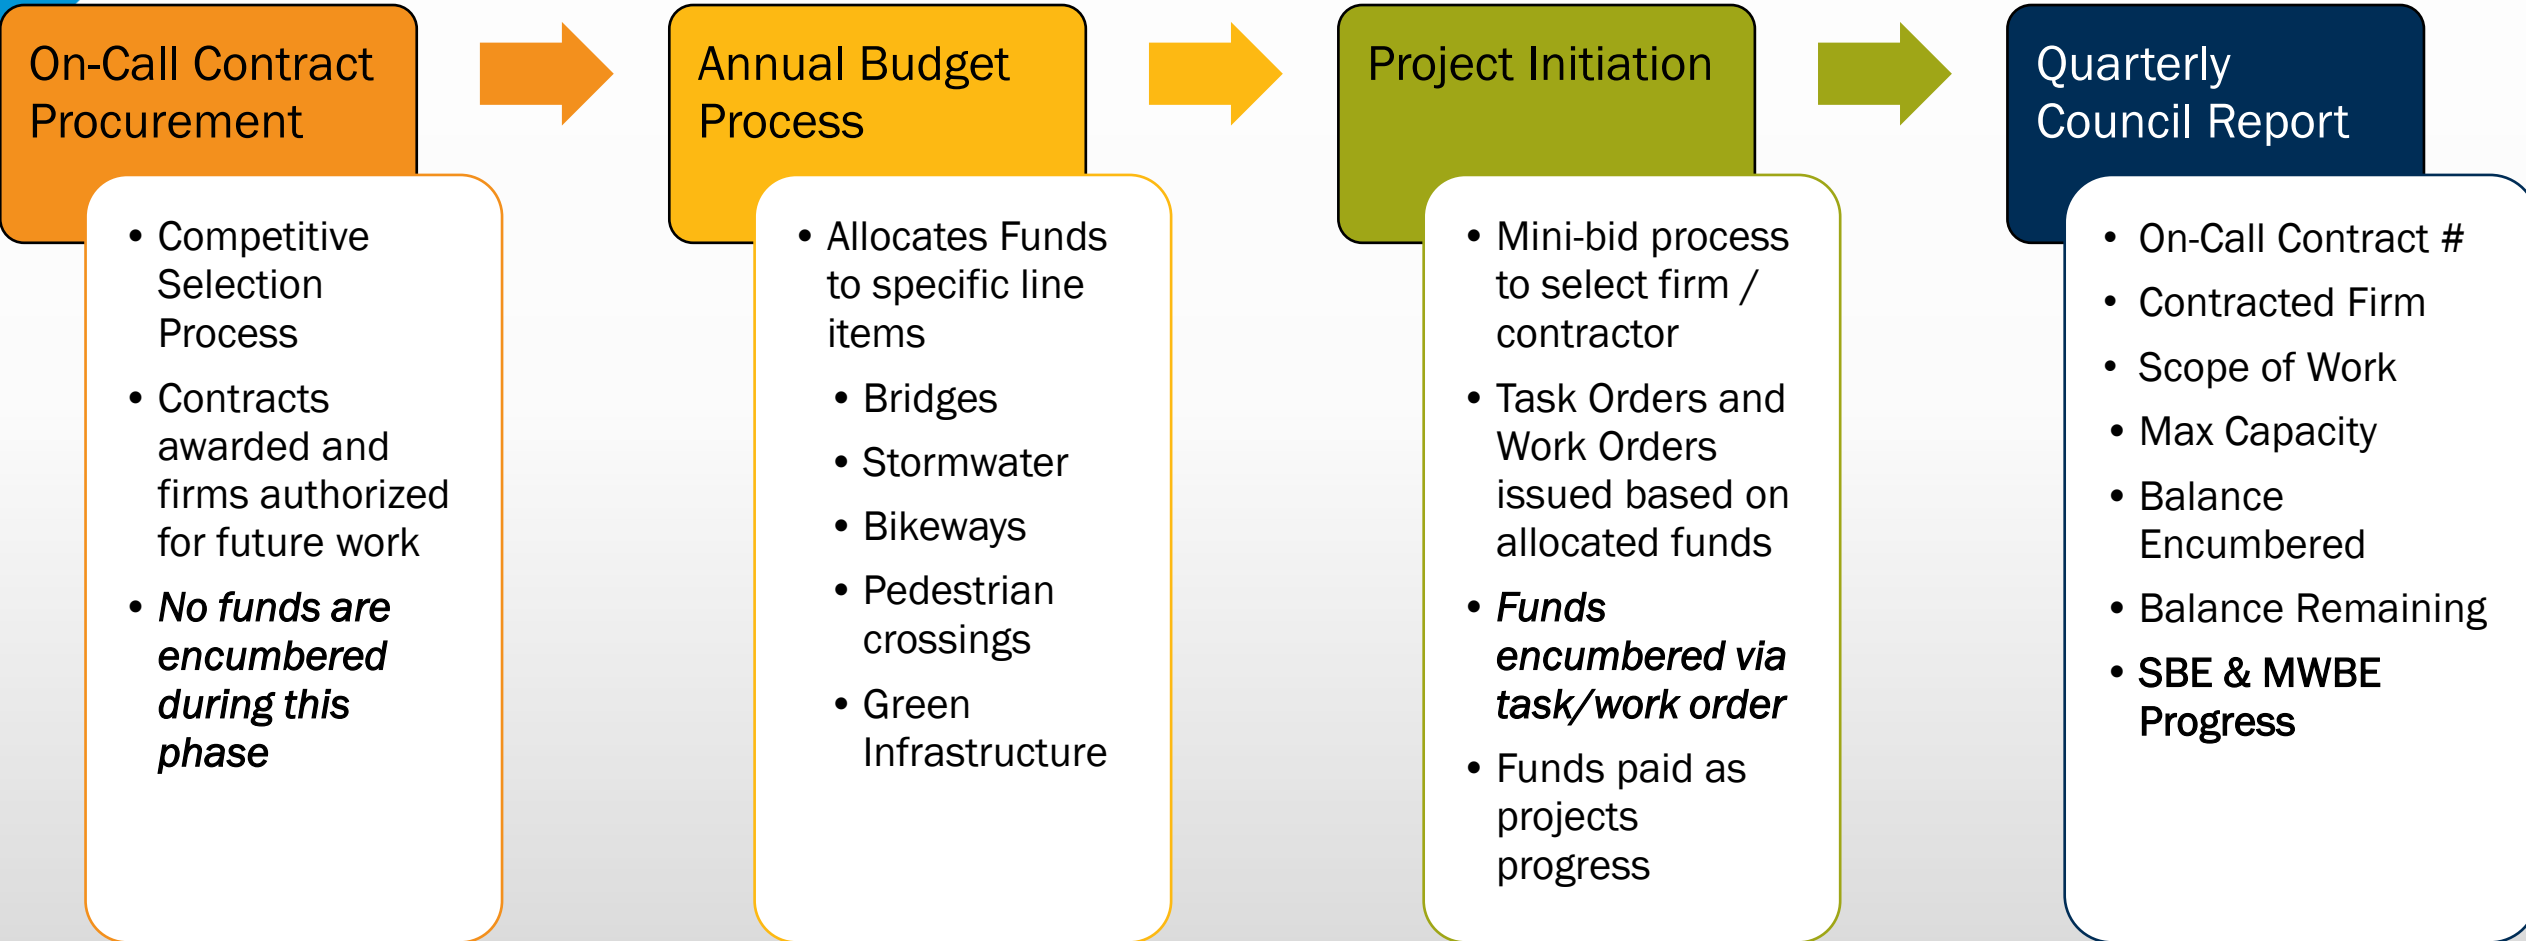 On-Call Contract
Procurement
• Competitive
Selection
Process
• Contracts
awarded and
firms authorized
for future work
• No funds are
encumbered
during this
phase
Annual Budget
Process
• Allocates Funds
to specific line
items
• Bridges
• Stormwater
• Bikeways
• Pedestrian
crossings
• Green
Infrastructure
Project Initiation
• Mini-bid process
to select firm /
contractor
• Task Orders and
Work Orders
issued based on
allocated funds
• Funds
encumbered via
task/work order
• Funds paid as
projects
progress
Quarterly
Council Report
• On-Call Contract #
• Contracted Firm
• Scope of Work
• Max Capacity
• Balance
Encumbered
• Balance Remaining
• SBE & MWBE
Progress